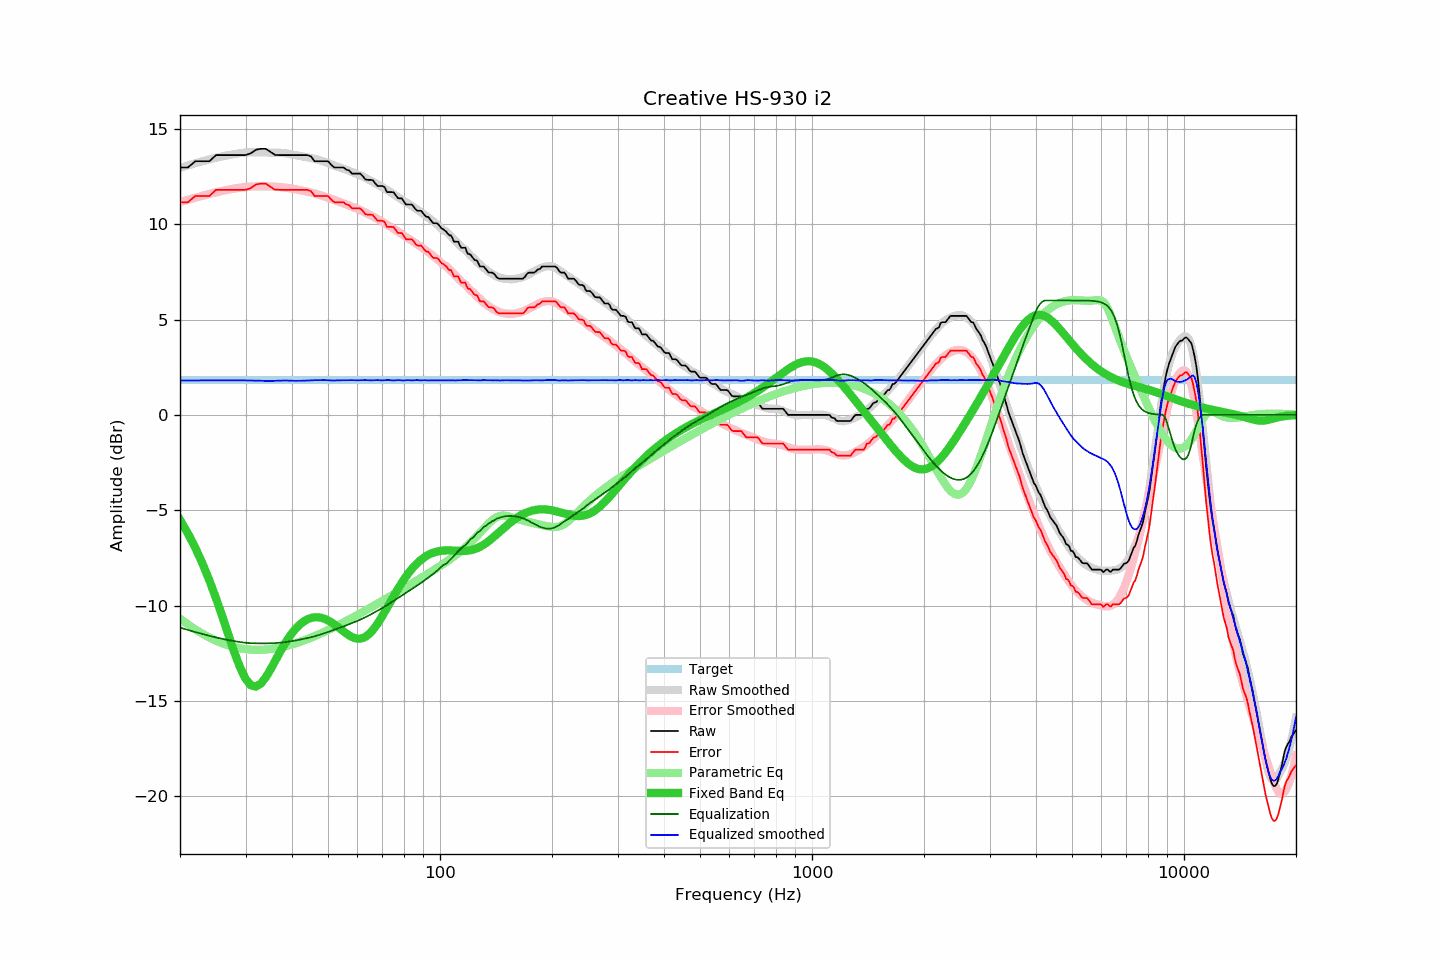 Creative HS-930 i2
15
10
5
0
−5
−10
−15
−20
Amplitude (dBr)
Target
Raw Smoothed
Error Smoothed
Raw
Error
Parametric Eq
Fixed Band Eq
Equalization
Equalized smoothed
100
1000
10000
Frequency (Hz)